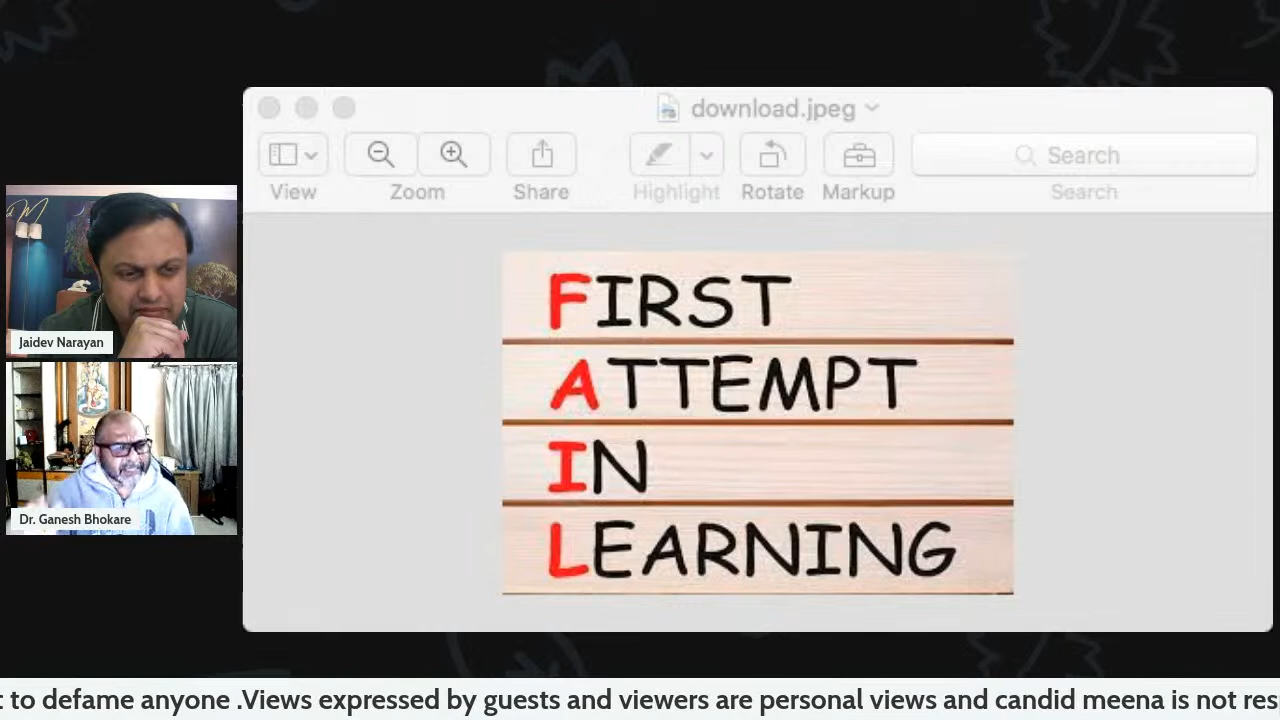 download.jpeg
View
Zoom
Share
Highlight
Rotate
Markup
Search
Search
FIRST
ATTEMPT
IN
LEARNING
Jaidev Narayan
Dr. Ganesh Bhokare
to defame anyone .Views expressed by guests and viewers are personal views and candid meena is not res